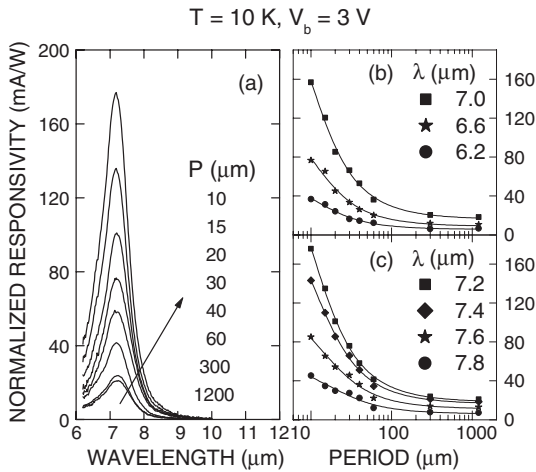 T = 10 K, V_b = 3 V
NORMALIZED RESPONSIVITY (mA/W)
200
160
120
80
40
0
(a)
P (μm)
10
15
20
30
40
60
300
1200
6 7 8 9 10 11 12
WAVELENGTH (μm)
(b)
λ (μm)
7.0
6.6
6.2
160
120
80
40
0
(c)
λ (μm)
7.2
7.4
7.6
7.8
160
120
80
40
0
10 100 1000
PERIOD (μm)